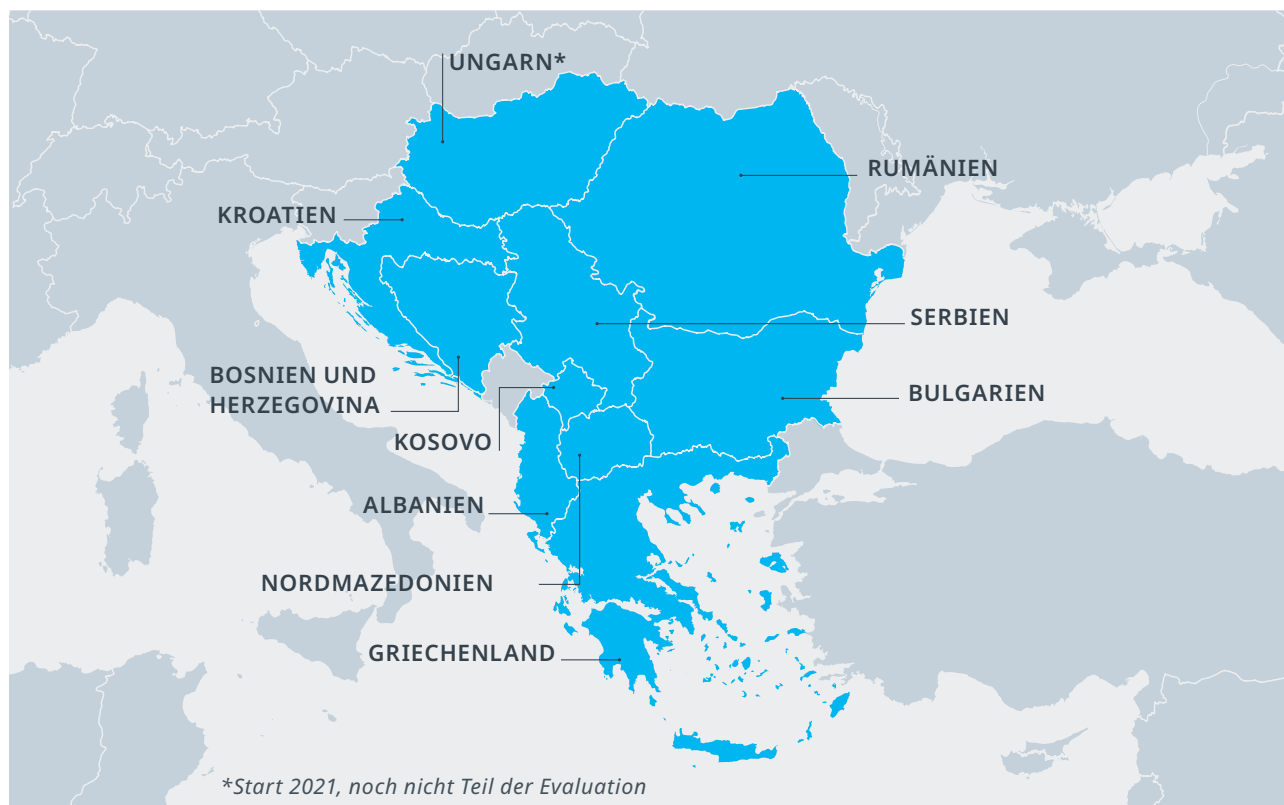 UNGARN*
RUMÄNIEN
KROATIEN
SERBIEN
BOSNIEN UND
HERZEGOVINA
BULGARIEN
KOSOVO
ALBANIEN
NORDMAZEDONIEN
GRIECHENLAND
*Start 2021, noch nicht Teil der Evaluation